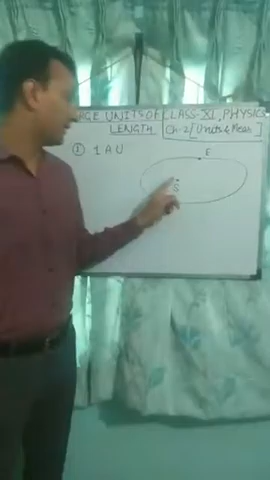 UNITS OF
LENGTH
CLASS-XI, PHYSICS
Ch-2 [Units & Meas.]
① 1 AU
E
S